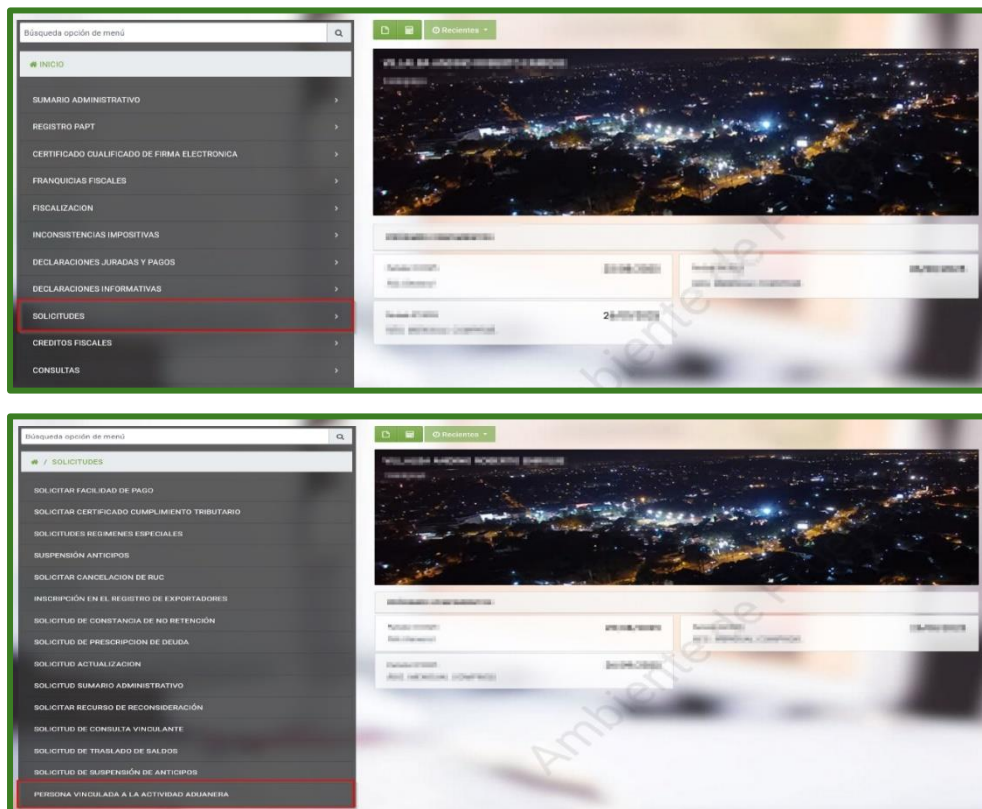 Búsqueda opción de menú
Recientes
INICIO
SUMARIO ADMINISTRATIVO
REGISTRO PAPT
CERTIFICADO CUALIFICADO DE FIRMA ELECTRONICA
FRANQUICIAS FISCALES
FISCALIZACION
INCONSISTENCIAS IMPOSITIVAS
DECLARACIONES JURADAS Y PAGOS
DECLARACIONES INFORMATIVAS
SOLICITUDES
CREDITOS FISCALES
CONSULTAS
Búsqueda opción de menú
Recientes
/ SOLICITUDES
SOLICITAR FACILIDAD DE PAGO
SOLICITAR CERTIFICADO CUMPLIMIENTO TRIBUTARIO
SOLICITUDES REGIMENES ESPECIALES
SUSPENSIÓN ANTICIPOS
SOLICITAR CANCELACION DE RUC
INSCRIPCIÓN EN EL REGISTRO DE EXPORTADORES
SOLICITUD DE CONSTANCIA DE NO RETENCIÓN
SOLICITUD DE PRESCRIPCION DE DEUDA
SOLICITUD ACTUALIZACION
SOLICITUD SUMARIO ADMINISTRATIVO
SOLICITAR RECURSO DE RECONSIDERACIÓN
SOLICITUD DE CONSULTA VINCULANTE
SOLICITUD DE TRASLADO DE SALDOS
SOLICITUD DE SUSPENSIÓN DE ANTICIPOS
PERSONA VINCULADA A LA ACTIVIDAD ADUANERA
Ambiente de